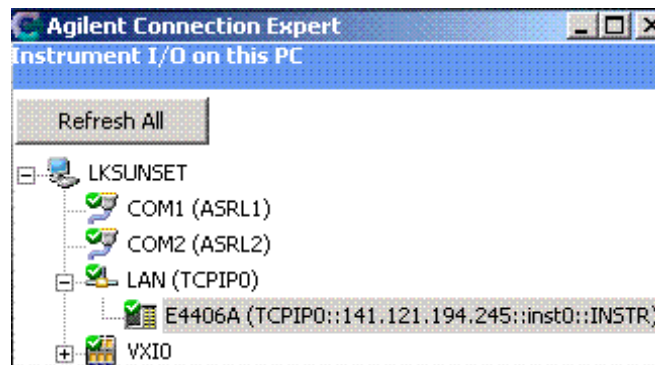 Agilent Connection Expert
Instrument I/O on this PC
Refresh All
LKSUNSET
COM1 (ASRL1)
COM2 (ASRL2)
LAN (TCPIP0)
E4406A (TCPIP0::141.121.194.245::inst0::INSTR)
VXI0